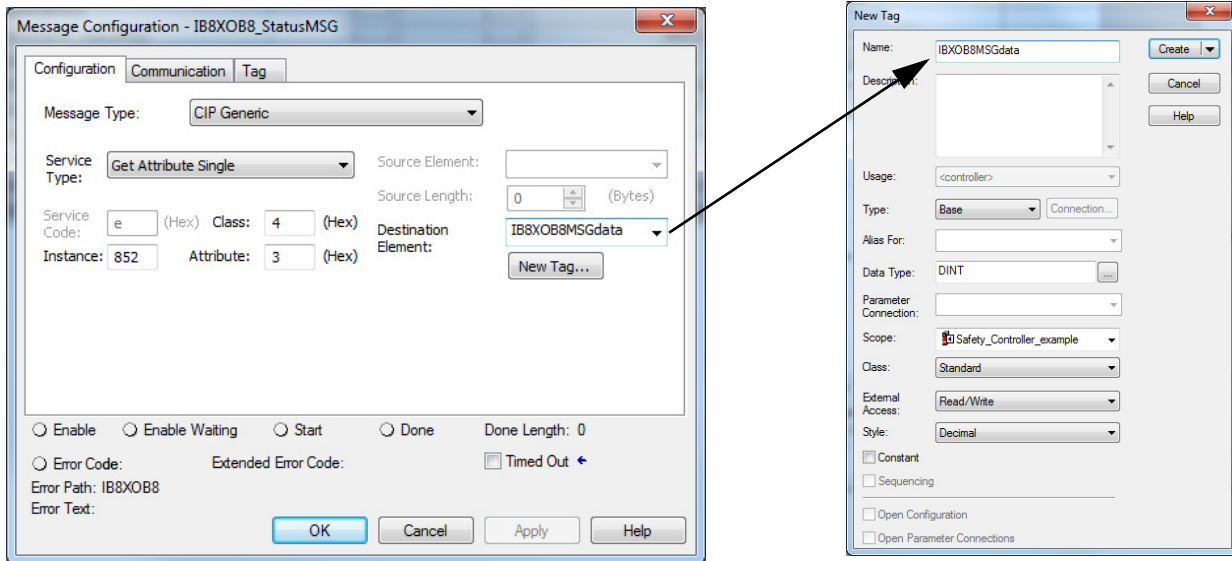 Message Configuration - IB8XOB8_StatusMSG
Configuration Communication Tag
Message Type: CIP Generic
Service Type: Get Attribute Single
Source Element:
Source Length: 0 (Bytes)
Service Code: e (Hex) Class: 4 (Hex)
Destination Element: IB8XOB8MSGdata
Instance: 852 Attribute: 3 (Hex)
New Tag...
Enable Enable Waiting Start Done Done Length: 0
Error Code: Extended Error Code: Timed Out
Error Path: IB8XOB8
Error Text:
OK Cancel Apply Help
New Tag
Name: IBXOB8MSGdata Create
Description: Cancel
Help
Usage: <controller>
Type: Base Connection...
Alias For:
Data Type: DINT ...
Parameter Connection:
Scope: Safety_Controller_example
Class: Standard
External Access: Read/Write
Style: Decimal
Constant
Sequencing
Open Configuration
Open Parameter Connections